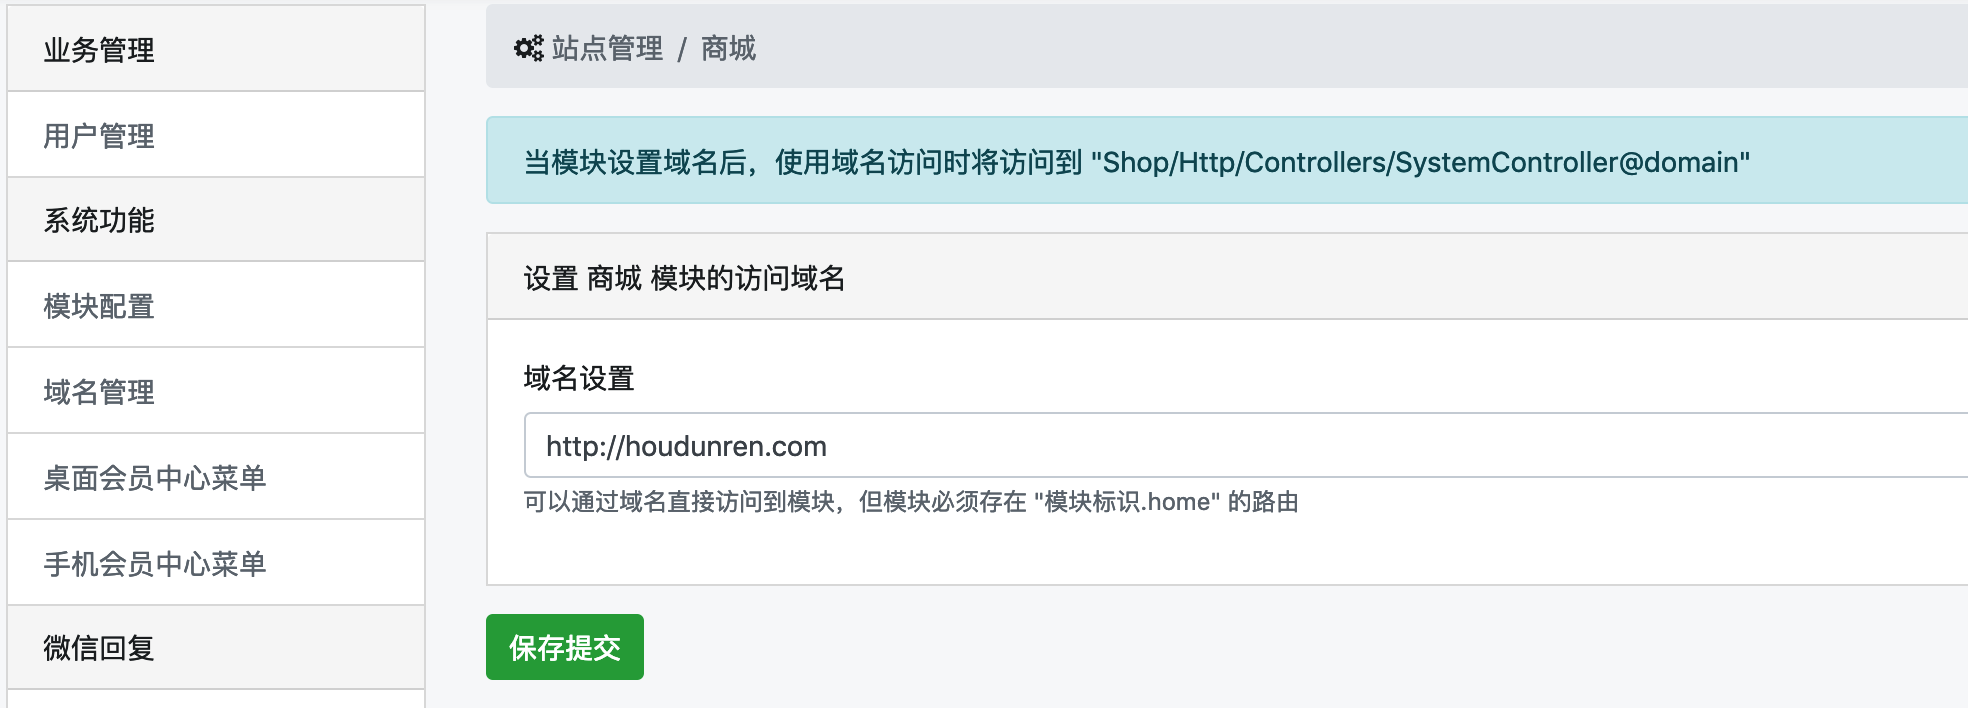 业务管理
用户管理
系统功能
模块配置
域名管理
桌面会员中心菜单
手机会员中心菜单
微信回复
站点管理 / 商城
当模块设置域名后，使用域名访问时将访问到 "Shop/Http/Controllers/SystemController@domain"
设置 商城 模块的访问域名
域名设置
http://houdunren.com
可以通过域名直接访问到模块，但模块必须存在 "模块标识.home" 的路由
保存提交